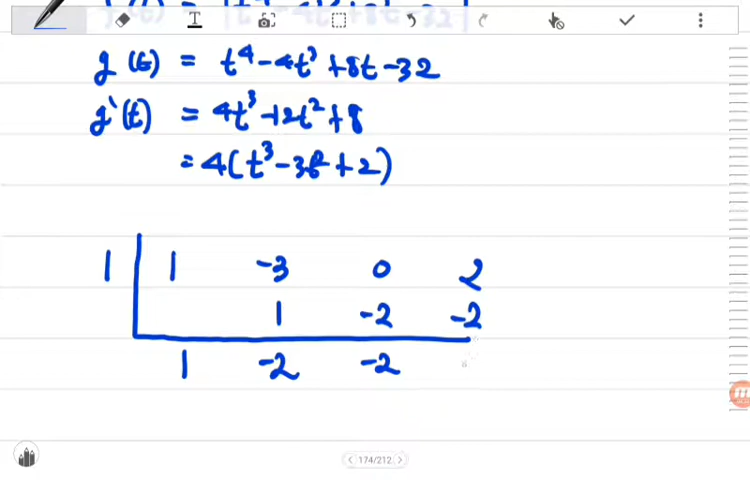 g(t) = t⁴-4t³+8t-32
g'(t) = 4t³-12t²+8
= 4(t³-3t²+2)
1 | 1 -3 0 2
1 -2 -2
1 -2 -2
174/212